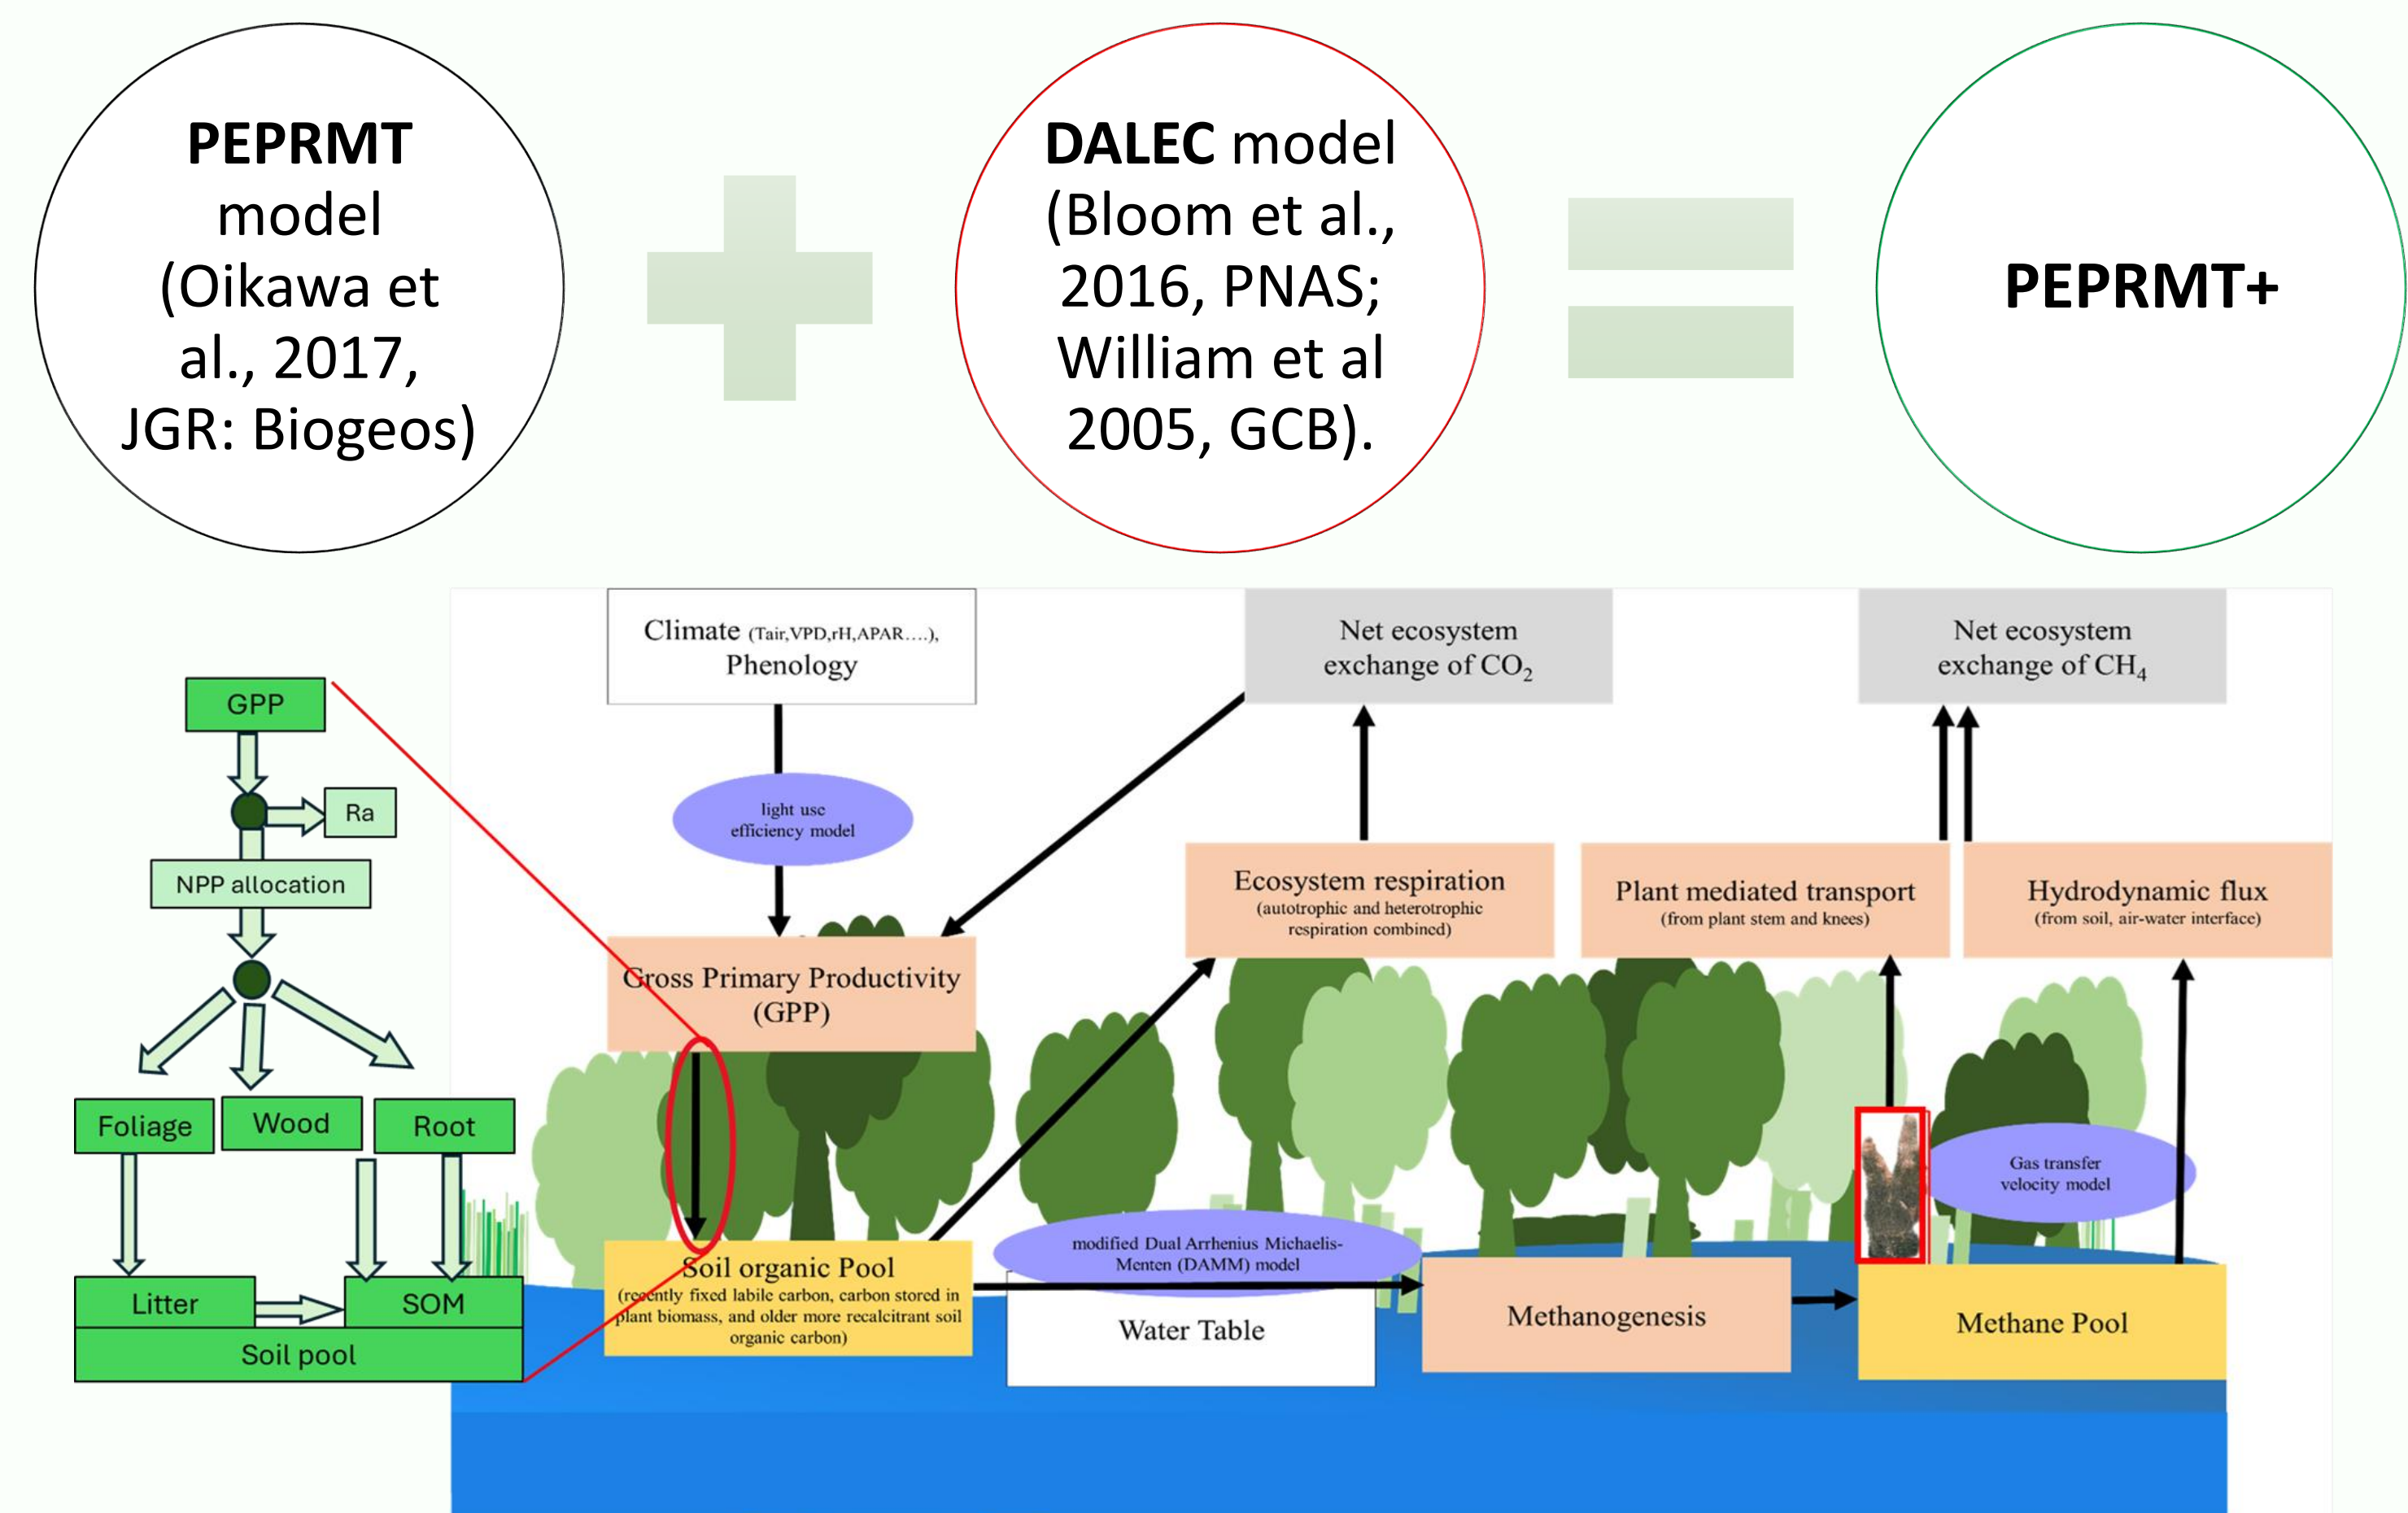 PEPRMT
model
(Oikawa et
al., 2017,
JGR: Biogeos)
DALEC model
(Bloom et al.,
2016, PNAS;
William et al
2005, GCB).
PEPRMT+
GPP
Ra
NPP allocation
Foliage
Wood
Root
Litter
SOM
Soil pool
Climate (Tair,VPD,rH,APAR....),
Phenology
light use
efficiency model
Gross Primary Productivity
(GPP)
Soil organic Pool
(recently fixed labile carbon, carbon stored in
plant biomass, and older more recalcitrant soil
organic carbon)
Net ecosystem
exchange of CO₂
Ecosystem respiration
(autotrophic and heterotrophic
respiration combined)
modified Dual Arrhenius Michaelis-
Menten (DAMM) model
Water Table
Methanogenesis
Net ecosystem
exchange of CH₄
Plant mediated transport
(from plant stem and knees)
Hydrodynamic flux
(from soil, air-water interface)
Gas transfer
velocity model
Methane Pool